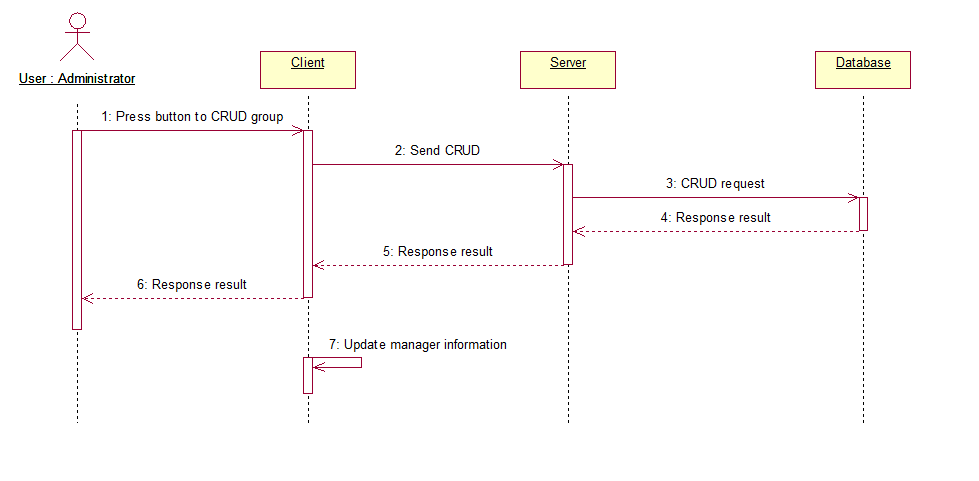 User : Administrator
Client
Server
Database
1: Press button to CRUD group
2: Send CRUD
3: CRUD request
4: Response result
5: Response result
6: Response result
7: Update manager information